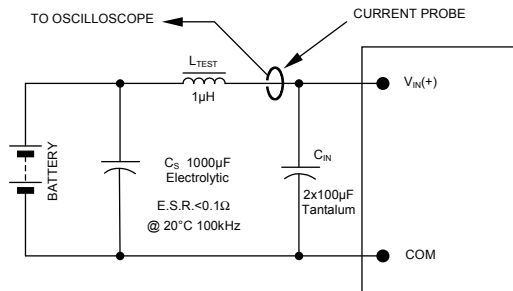 TO OSCILLOSCOPE
CURRENT PROBE
LTEST
1µH
VIN(+)
BATTERY
CS 1000µF
Electrolytic
E.S.R.<0.1Ω
@ 20°C 100kHz
CIN
2x100µF
Tantalum
COM